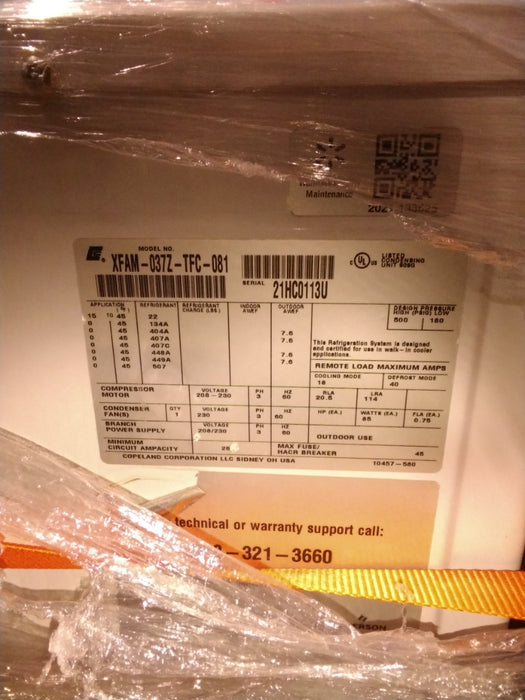 Maintenance
MODEL NO.
XFAM-037Z-TFC-081
SERIAL 21HC0113U
C UL US LISTED
CONDENSING
UNIT
APPLICATION REFRIGERANT REFRIGERANT CHARGE (LBS.) INDOOR AWEF OUTDOOR AWEF
DESIGN PRESSURE
HIGH (PSIG) LOW
500 180
15 TO 45 22
0 45 134A
0 45 404A 7.6
0 45 407A 7.6
0 45 407C
0 45 448A 7.6
0 45 449A 7.6
0 45 507
This Refrigeration System is designed
and certified for use in walk-in cooler
applications.
REMOTE LOAD MAXIMUM AMPS
COOLING MODE DEFROST MODE
18 40
COMPRESSOR MOTOR VOLTAGE 208-230 PH 3 HZ 60 RLA 20.5 LRA 114
CONDENSER FAN(S) QTY 1 VOLTAGE 230 PH HZ 60 HP (EA.) WATTS (EA.) FLA (EA.) 0.75
BRANCH POWER SUPPLY VOLTAGE 208/230 PH 3 HZ 60 OUTDOOR USE
MINIMUM CIRCUIT AMPACITY MAX FUSE/ HACR BREAKER 45
COPELAND CORPORATION LLC SIDNEY OH USA 10457-580
technical or warranty support call:
-321-3660